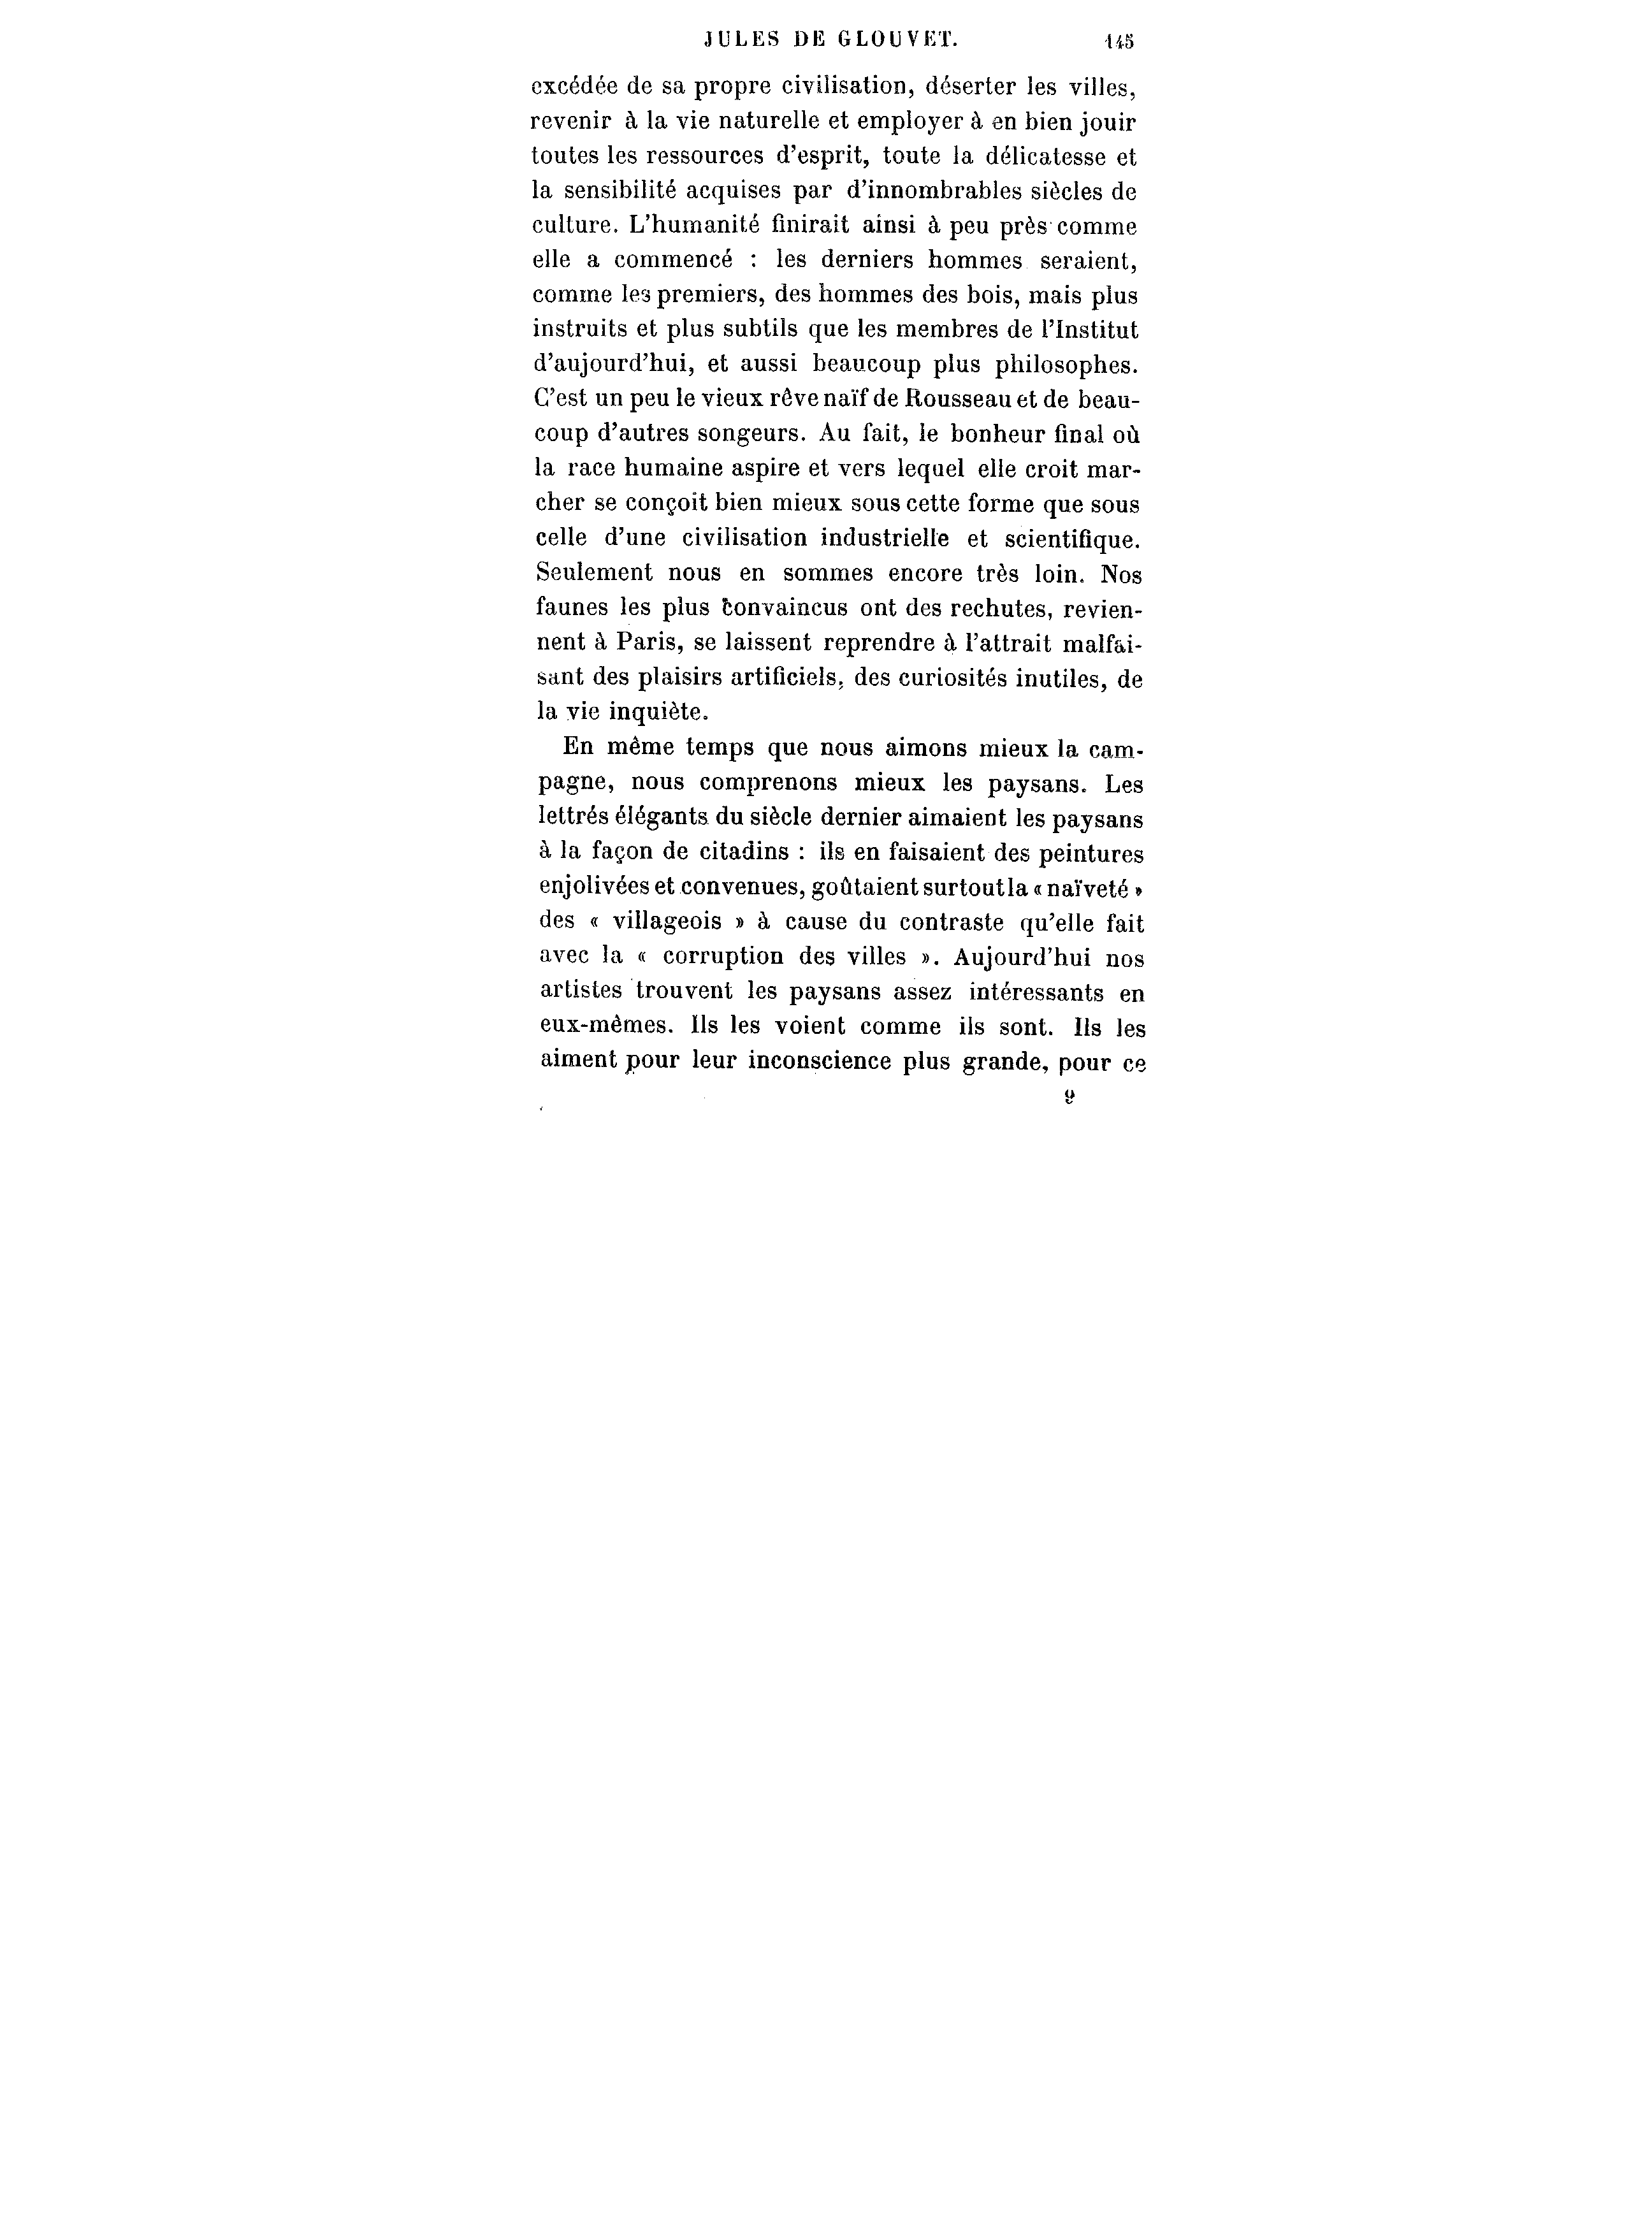 JULES DE GLOUVET. 145
excédée de sa propre civilisation, déserter les villes,
revenir à la vie naturelle et employer à en bien jouir
toutes les ressources d'esprit, toute la délicatesse et
la sensibilité acquises par d'innombrables siècles de
culture. L'humanité finirait ainsi à peu près comme
elle a commencé : les derniers hommes seraient,
comme les premiers, des hommes des bois, mais plus
instruits et plus subtils que les membres de l'Institut
d'aujourd'hui, et aussi beaucoup plus philosophes.
C'est un peu le vieux rêve naïf de Rousseau et de beau-
coup d'autres songeurs. Au fait, le bonheur final où
la race humaine aspire et vers lequel elle croit mar-
cher se conçoit bien mieux sous cette forme que sous
celle d'une civilisation industrielle et scientifique.
Seulement nous en sommes encore très loin. Nos
faunes les plus convaincus ont des rechutes, revien-
nent à Paris, se laissent reprendre à l'attrait malfai-
sant des plaisirs artificiels, des curiosités inutiles, de
la vie inquiète.
En même temps que nous aimons mieux la cam-
pagne, nous comprenons mieux les paysans. Les
lettrés élégants du siècle dernier aimaient les paysans
à la façon de citadins : ils en faisaient des peintures
enjolivées et convenues, goûtaient surtout la « naïveté »
des « villageois » à cause du contraste qu'elle fait
avec la « corruption des villes ». Aujourd'hui nos
artistes trouvent les paysans assez intéressants en
eux-mêmes. Ils les voient comme ils sont. Ils les
aiment pour leur inconscience plus grande, pour ce
9